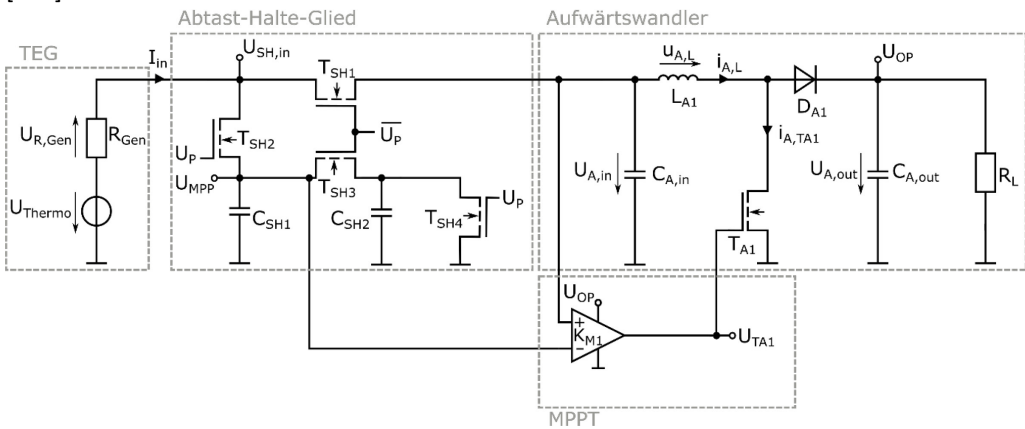 Abtast-Halte-Glied
Aufwärtswandler
TEG
I_in
U_SH,in
T_SH1
u_A,L
i_A,L
L_A1
D_A1
U_OP
U_R,Gen
R_Gen
U_P
T_SH2
U̅_P̅
i_A,TA1
U_MPP
T_SH3
U_Thermo
C_SH1
C_SH2
T_SH4
U_P
U_A,in
C_A,in
U_A,out
C_A,out
R_L
T_A1
U_OP
+
K_M1
−
U_TA1
MPPT